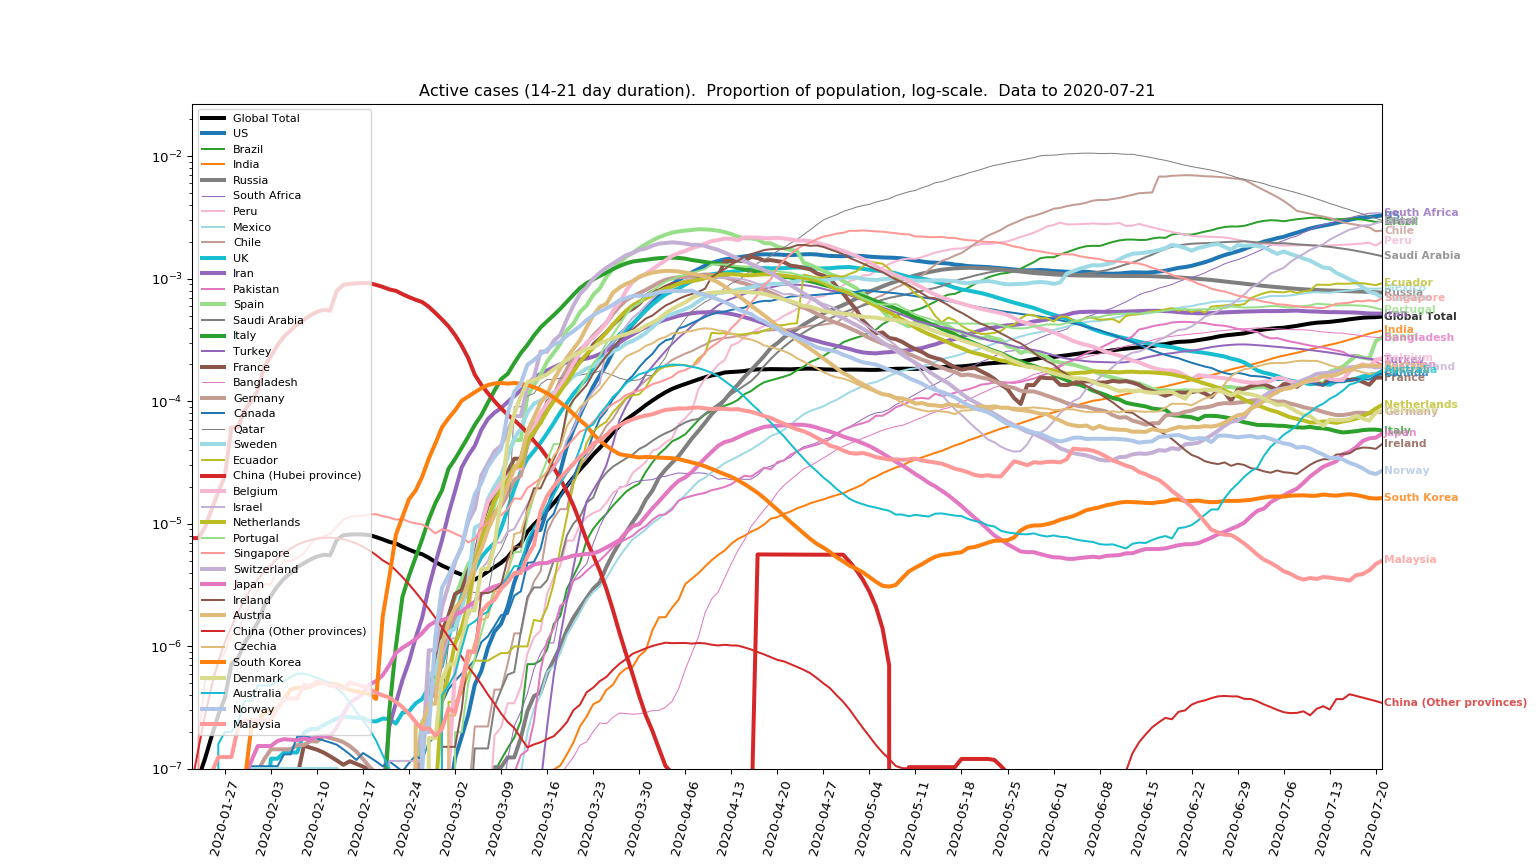 Active cases (14-21 day duration).  Proportion of population, log-scale.  Data to 2020-07-21
Global Total
US
Brazil
India
Russia
South Africa
Peru
Mexico
Chile
UK
Iran
Pakistan
Spain
Saudi Arabia
Italy
Turkey
France
Bangladesh
Germany
Canada
Qatar
Sweden
Ecuador
China (Hubei province)
Belgium
Israel
Netherlands
Portugal
Singapore
Switzerland
Japan
Ireland
Austria
China (Other provinces)
Czechia
South Korea
Denmark
Australia
Norway
Malaysia
10⁻²
10⁻³
10⁻⁴
10⁻⁵
10⁻⁶
10⁻⁷
South Africa
Chile
Peru
Saudi Arabia
Ecuador
Russia
Singapore
Portugal
Global Total
India
Bangladesh
Belgium
France
Netherlands
Germany
Italy
Japan
Ireland
Norway
South Korea
Malaysia
China (Other provinces)
2020-01-27
2020-02-03
2020-02-10
2020-02-17
2020-02-24
2020-03-02
2020-03-09
2020-03-16
2020-03-23
2020-03-30
2020-04-06
2020-04-13
2020-04-20
2020-04-27
2020-05-04
2020-05-11
2020-05-18
2020-05-25
2020-06-01
2020-06-08
2020-06-15
2020-06-22
2020-06-29
2020-07-06
2020-07-13
2020-07-20